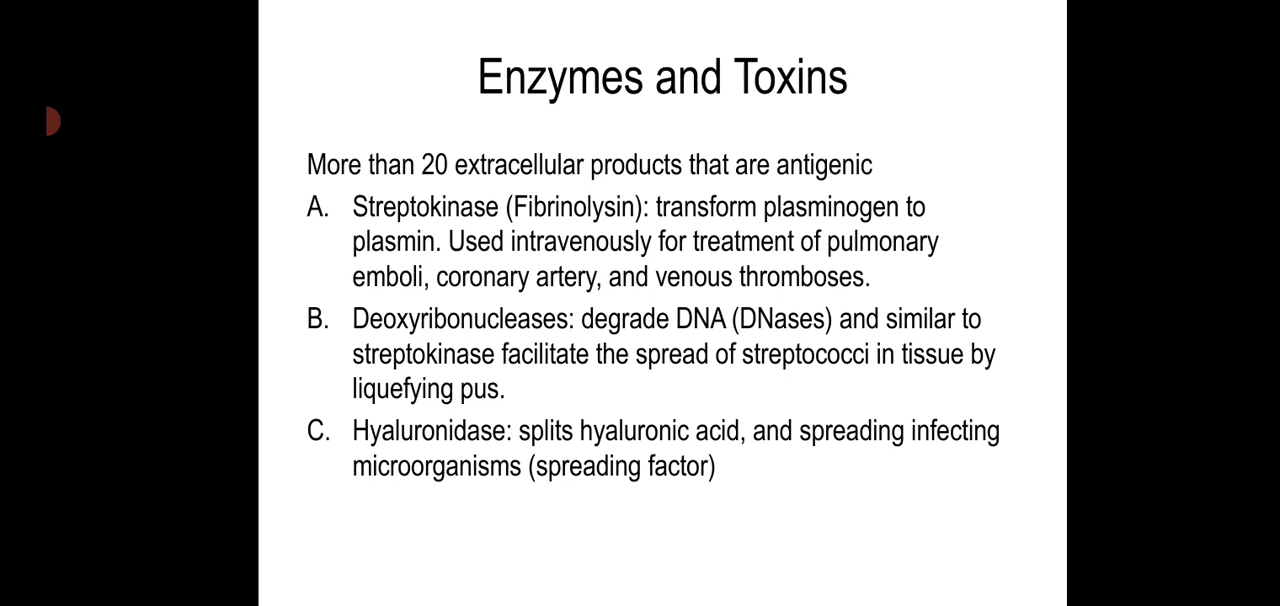 Enzymes and Toxins
More than 20 extracellular products that are antigenic
A. Streptokinase (Fibrinolysin): transform plasminogen to
plasmin. Used intravenously for treatment of pulmonary
emboli, coronary artery, and venous thromboses.
B. Deoxyribonucleases: degrade DNA (DNases) and similar to
streptokinase facilitate the spread of streptococci in tissue by
liquefying pus.
C. Hyaluronidase: splits hyaluronic acid, and spreading infecting
microorganisms (spreading factor)